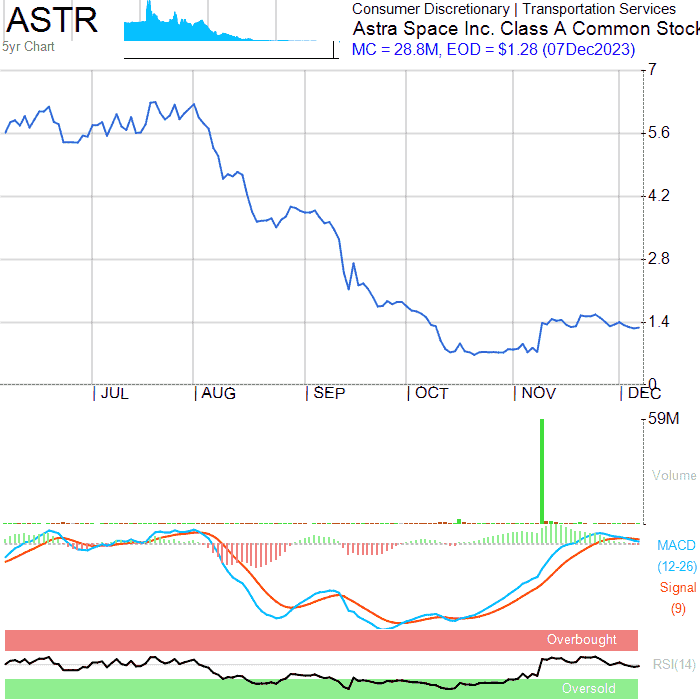 ASTR
5yr Chart
Consumer Discretionary | Transportation Services
Astra Space Inc. Class A Common Stock
MC = 28.8M, EOD = $1.28 (07Dec2023)
7
5.6
4.2
2.8
1.4
0
JUL AUG SEP OCT NOV DEC
59M
Volume
MACD
(12-26)
Signal
(9)
Overbought
RSI(14)
Oversold